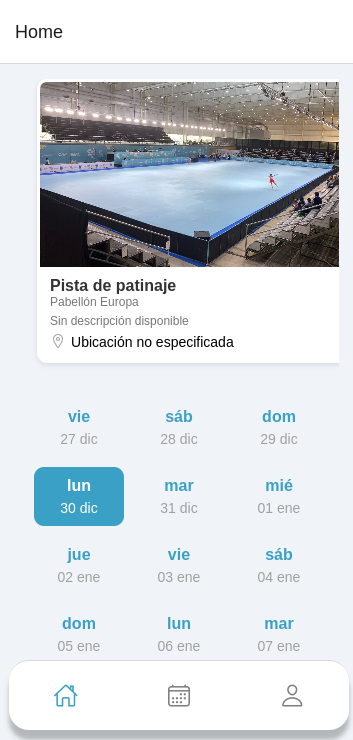 Home
Pista de patinaje
Pabellón Europa
Sin descripción disponible
Ubicación no especificada
vie sáb dom
27 dic 28 dic 29 dic
lun mar mié
30 dic 31 dic 01 ene
jue vie sáb
02 ene 03 ene 04 ene
dom lun mar
05 ene 06 ene 07 ene